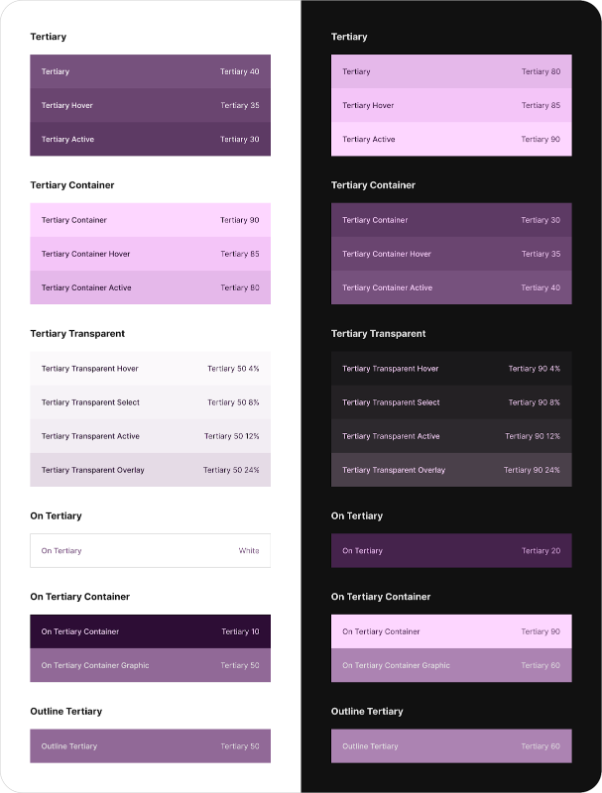 Tertiary
Tertiary Tertiary 40
Tertiary Hover Tertiary 35
Tertiary Active Tertiary 30
Tertiary Container
Tertiary Container Tertiary 90
Tertiary Container Hover Tertiary 85
Tertiary Container Active Tertiary 80
Tertiary Transparent
Tertiary Transparent Hover Tertiary 50 4%
Tertiary Transparent Select Tertiary 50 8%
Tertiary Transparent Active Tertiary 50 12%
Tertiary Transparent Overlay Tertiary 50 24%
On Tertiary
On Tertiary White
On Tertiary Container
On Tertiary Container Tertiary 10
On Tertiary Container Graphic Tertiary 50
Outline Tertiary
Outline Tertiary Tertiary 50
Tertiary
Tertiary Tertiary 80
Tertiary Hover Tertiary 85
Tertiary Active Tertiary 90
Tertiary Container
Tertiary Container Tertiary 30
Tertiary Container Hover Tertiary 35
Tertiary Container Active Tertiary 40
Tertiary Transparent
Tertiary Transparent Hover Tertiary 90 4%
Tertiary Transparent Select Tertiary 90 8%
Tertiary Transparent Active Tertiary 90 12%
Tertiary Transparent Overlay Tertiary 90 24%
On Tertiary
On Tertiary Tertiary 20
On Tertiary Container
On Tertiary Container Tertiary 90
On Tertiary Container Graphic Tertiary 60
Outline Tertiary
Outline Tertiary Tertiary 60